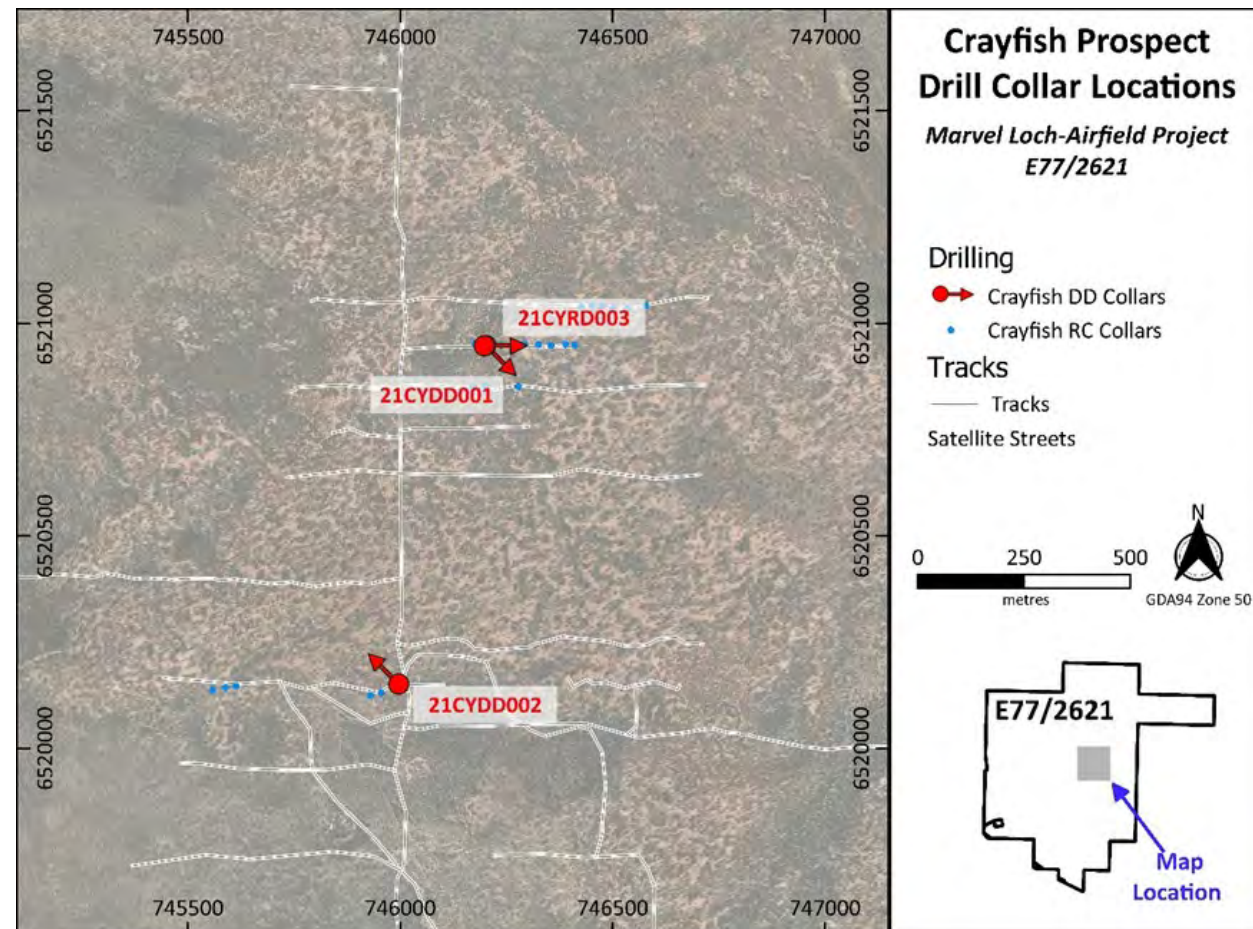 745500 746000 746500 747000
6521500 6521500
6521000 6521000
6520500 6520500
6520000 6520000
21CYRD003
21CYDD001
21CYDD002
745500 746000 746500 747000
Crayfish Prospect
Drill Collar Locations
Marvel Loch-Airfield Project
E77/2621
Drilling
Crayfish DD Collars
Crayfish RC Collars
Tracks
Tracks
Satellite Streets
N
0 250 500
metres
GDA94 Zone 50
E77/2621
Map
Location